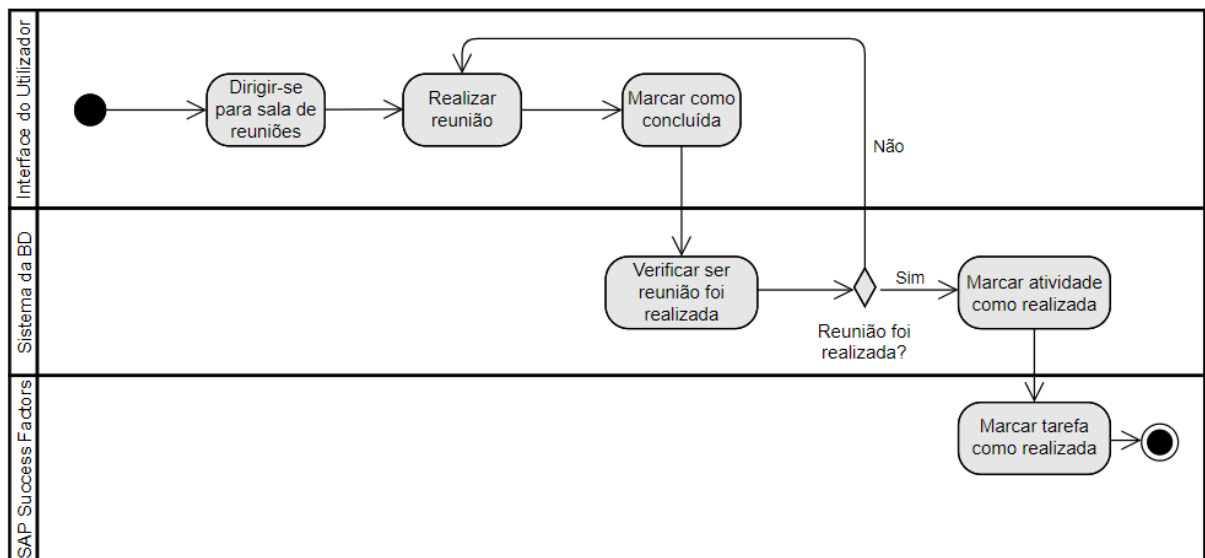 Interface do Utilizador
Dirigir-se
para sala de
reuniões
Realizar
reunião
Marcar como
concluída
Não
Sistema da BD
Verificar ser
reunião foi
realizada
Sim
Reunião foi
realizada?
Marcar atividade
como realizada
SAP Success Factors
Marcar tarefa
como realizada